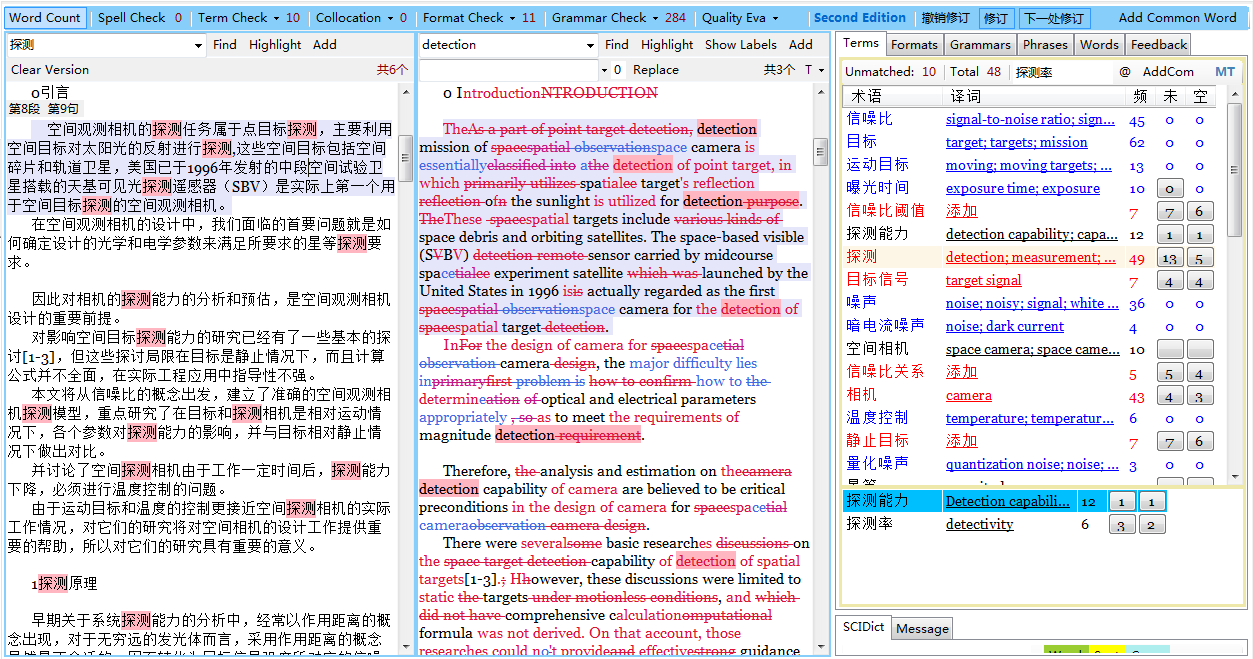 Word Count Spell Check 0 Term Check 10 Collocation 0 Format Check 11 Grammar Check 284 Quality Eva Second Edition 撤销修订 修订 下一处修订 Add Common Word
探测 Find Highlight Add
Clear Version 共6个
0引言
第8段 第9句
空间观测相机的探测任务属于点目标探测，主要利用
空间目标对太阳光的反射进行探测,这些空间目标包括空间
碎片和轨道卫星，美国已于1996年发射的中段空间试验卫
星搭载的天基可见光探测遥感器（SBV）是实际上第一个用
于空间目标探测的空间观测相机。
在空间观测相机的设计中，我们面临的首要问题就是如
何确定设计的光学和电学参数来满足所要求的星等探测要
求。
因此对相机的探测能力的分析和预估，是空间观测相机
设计的重要前提。
对影响空间目标探测能力的研究已经有了一些基本的探
讨[1-3]，但这些探讨局限在目标是静止情况下，而且计算
公式并不全面，在实际工程应用中指导性不强。
本文将从信噪比的概念出发，建立了准确的空间观测相
机探测模型，重点研究了在目标和探测相机是相对运动情
况下，各个参数对探测能力的影响，并与目标相对静止情
况下做出对比。
并讨论了空间探测相机由于工作一定时间后，探测能力
下降，必须进行温度控制的问题。
由于运动目标和温度的控制更接近空间探测相机的实际
工作情况，对它们的研究将对空间相机的设计工作提供重
要的帮助，所以对它们的研究具有重要的意义。
1探测原理
早期关于系统探测能力的分析中，经常以作用距离的概
念出现，对于无穷远的发光体而言，采用作用距离的概念
detection Find Highlight Show Labels Add
0 Replace 共3个 T
0 IntroductionNTRODUCTION
TheAs a part of point target detection, detection
mission of spacespatial observationspace camera is
essentiallyclassified into athe detection of point target, in
which primarily utilizes spatialee target's reflection
reflection ofn the sunlight is utilized for detection purpose.
TheThese spacespatial targets include various kinds of
space debris and orbiting satellites. The space-based visible
(SVBV) detection remote sensor carried by midcourse
spacetialee experiment satellite which was launched by the
United States in 1996 isis actually regarded as the first
spacespatial observationspace camera for the detection of
spacespatial target detection.
InFor the design of camera for spacespacetial
observation camera design, the major difficulty lies
inprimaryfirst problem is how to confirm how to the
determineation of optical and electrical parameters
appropriately , so as to meet the requirements of
magnitude detection requirement.
Therefore, the analysis and estimation on thecamera
detection capability of camera are believed to be critical
preconditions in the design of camera for spacespacetial
cameraobservation camera design.
There were severalsome basic researches discussions on
the space target detection capability of detection of spatial
targets[1-3].; Hhowever, these discussions were limited to
static the targets under motionless conditions, and which
did not have comprehensive calculationomputational
formula was not derived. On that account, those
researches could no't provideand effectivestrong guidance
Terms Formats Grammars Phrases Words Feedback
Unmatched: 10 Total 48 探测率 @ AddCom MT
术语 译词 频 未 空
信噪比 signal-to-noise ratio; sign... 45 0 0
目标 target; targets; mission 62 0 0
运动目标 moving; moving targets; ... 13 0 0
曝光时间 exposure time; exposure 10 0 0
信噪比阈值 添加 7 7 6
探测能力 detection capability; capa... 12 1 1
探测 detection; measurement; ... 49 13 5
目标信号 target signal 7 4 4
噪声 noise; noisy; signal; white ... 36 0 0
暗电流噪声 noise; dark current 4 0 0
空间相机 space camera; space came... 10
信噪比关系 添加 5 5 4
相机 camera 43 4 3
温度控制 temperature; temperatur... 6 0 0
静止目标 添加 7 7 6
量化噪声 quantization noise; noise; ... 3 0 0
探测能力 Detection capabili... 12 1 1
探测率 detectivity 6 3 2
SCIDict Message